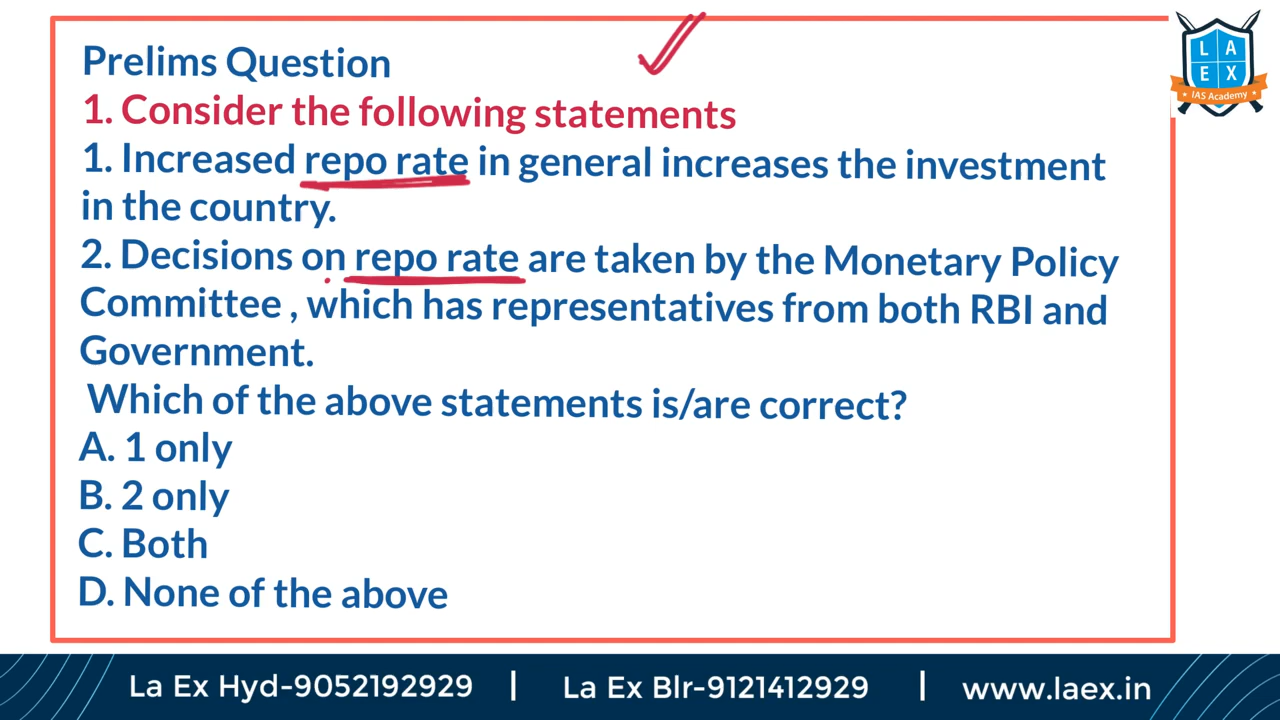 Prelims Question
1. Consider the following statements
1. Increased repo rate in general increases the investment
in the country.
2. Decisions on repo rate are taken by the Monetary Policy
Committee , which has representatives from both RBI and
Government.
Which of the above statements is/are correct?
A. 1 only
B. 2 only
C. Both
D. None of the above
L A
E X
IAS Academy
La Ex Hyd-9052192929 | La Ex Blr-9121412929 | www.laex.in